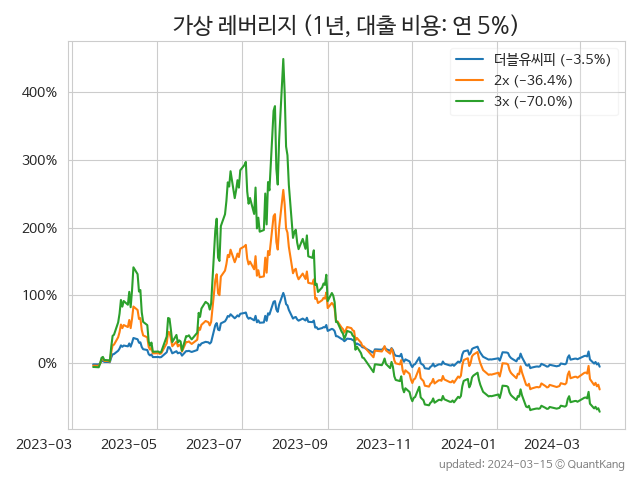 가상 레버리지 (1년, 대출 비용: 연 5%)
더블유씨피 (−3.5%)
2x (−36.4%)
3x (−70.0%)
400%
300%
200%
100%
0%
2023−03 2023−05 2023−07 2023−09 2023−11 2024−01 2024−03
updated: 2024-03-15 © QuantKang